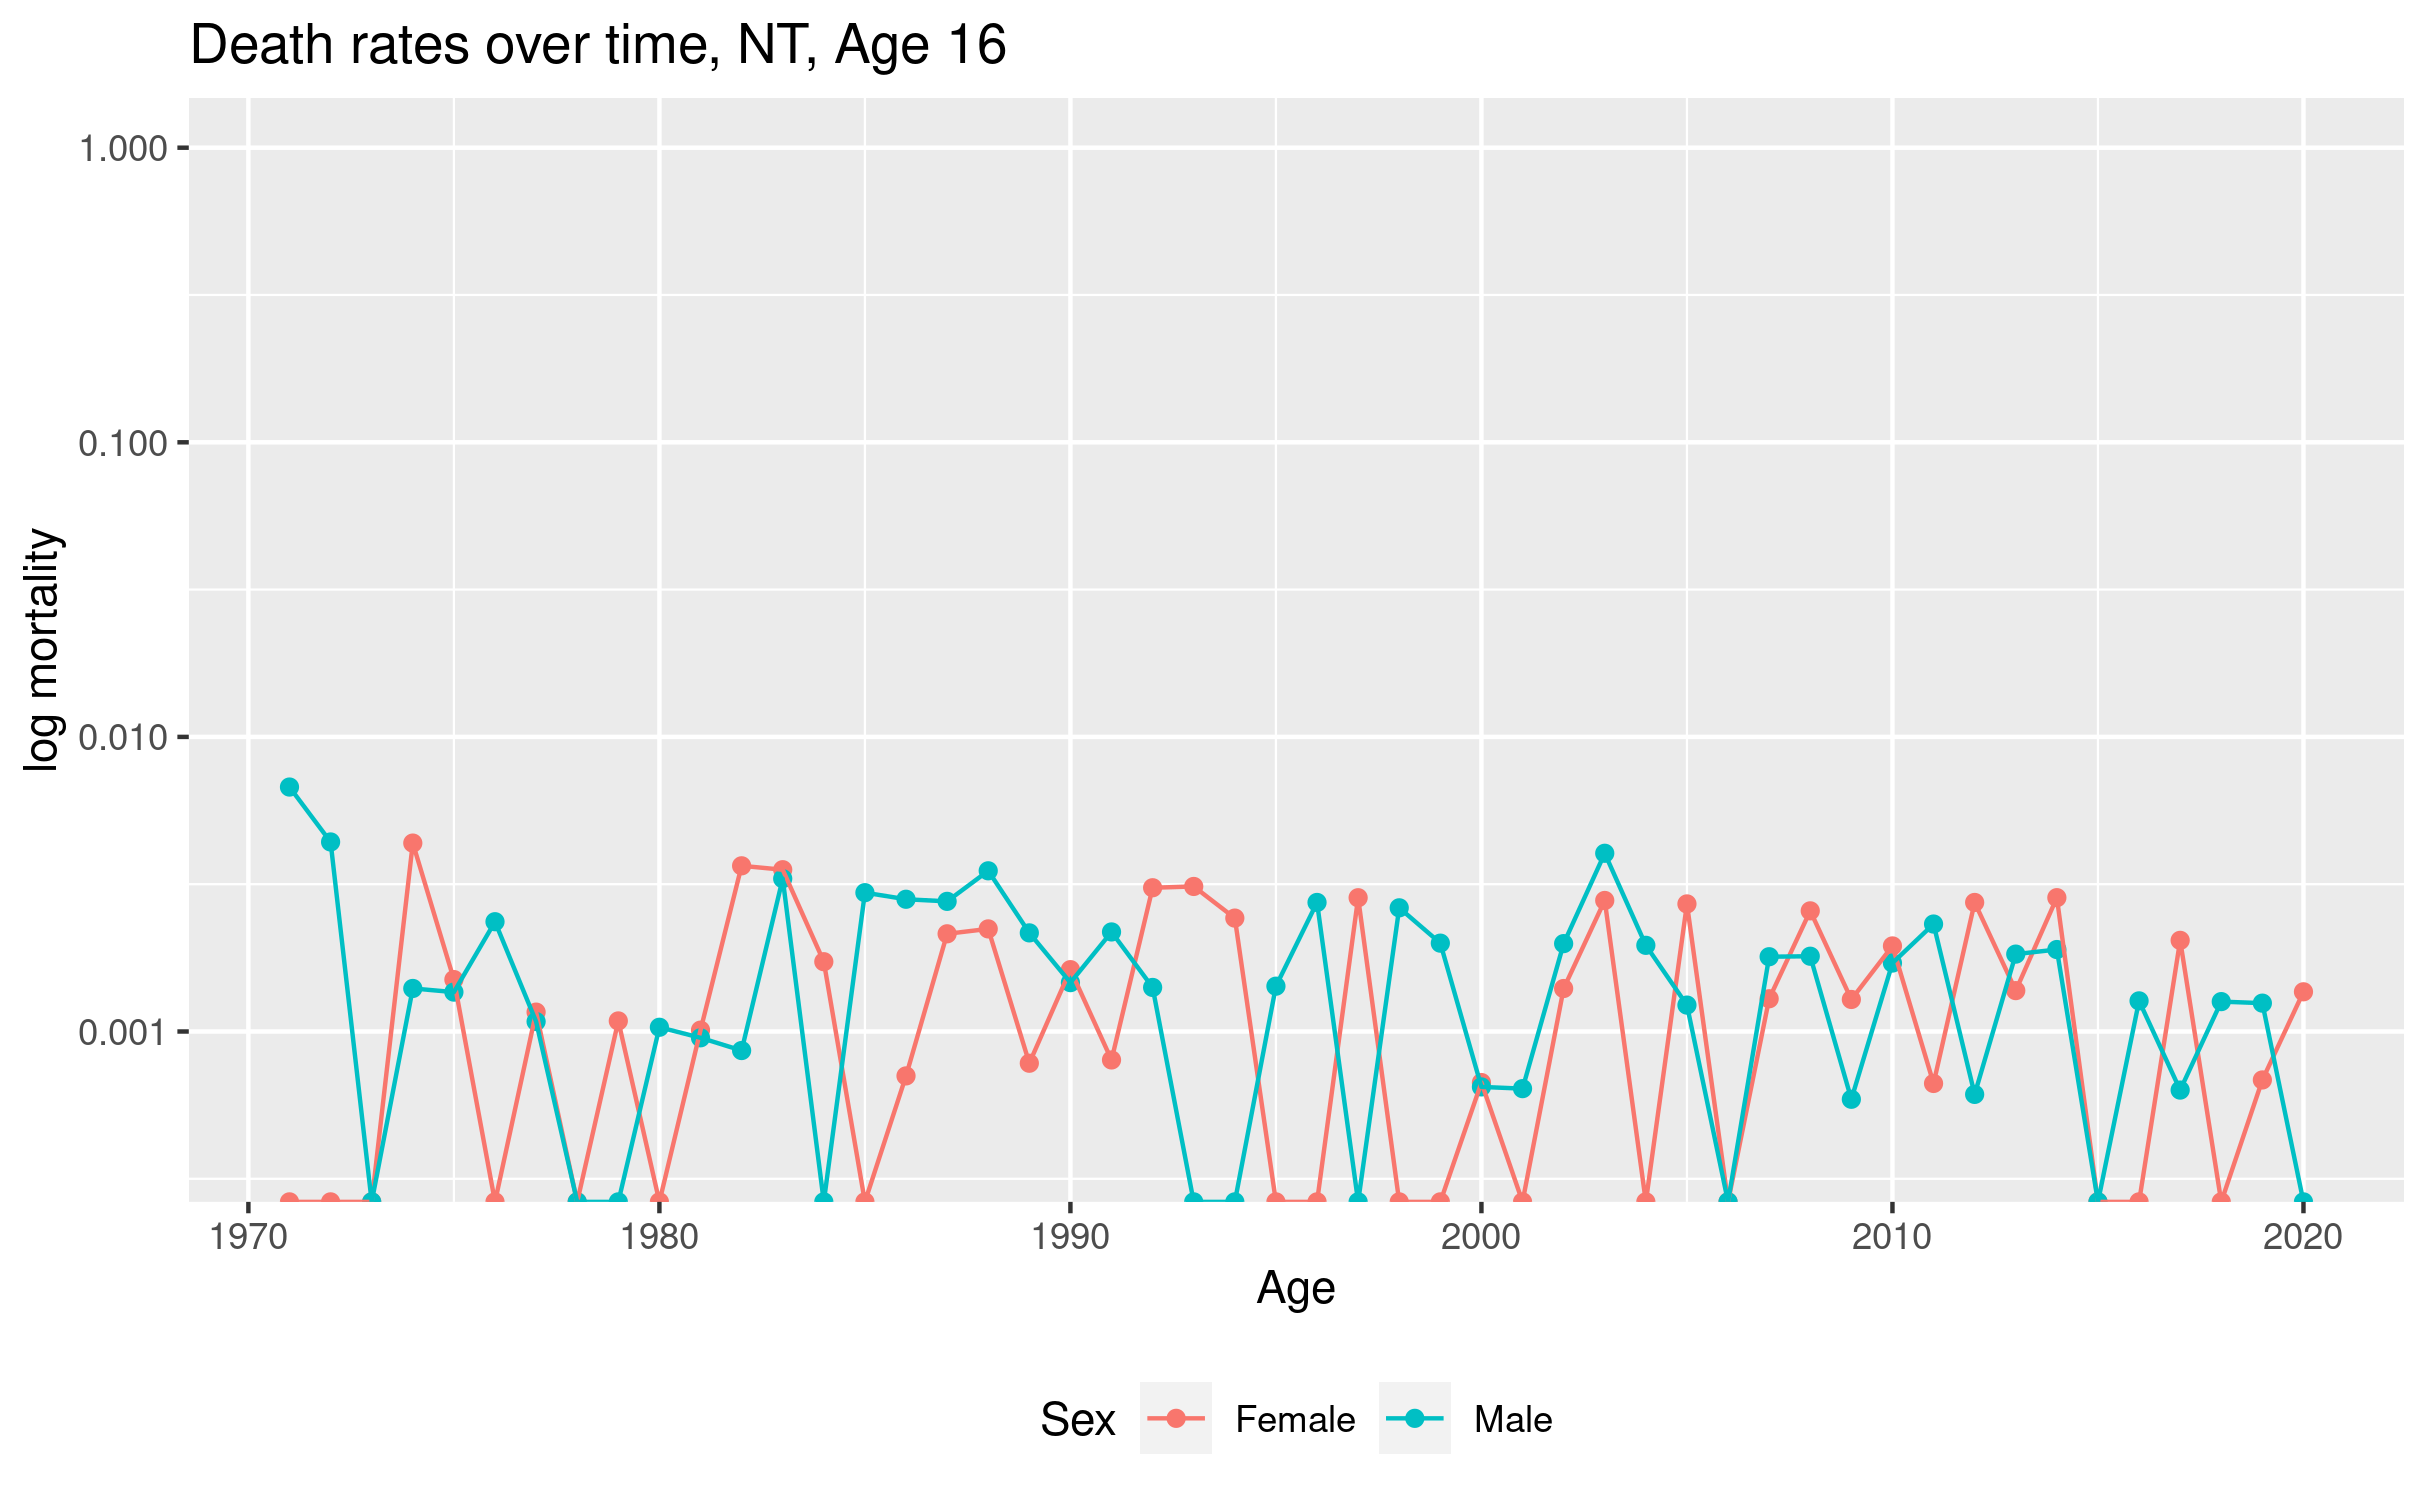 Death rates over time, NT, Age 16
log mortality
1.000
0.100
0.010
0.001
1970 1980 1990 2000 2010 2020
Age
Sex Female Male